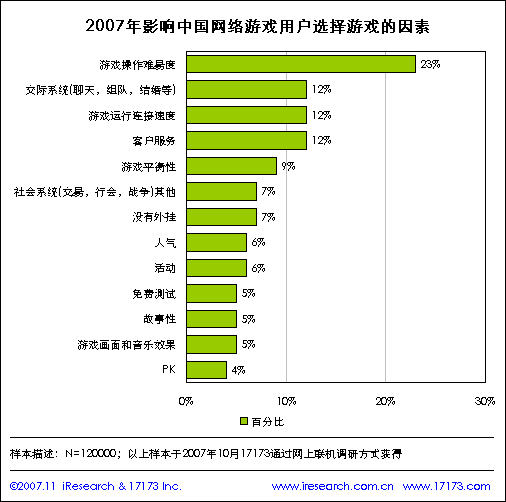 2007年影响中国网络游戏用户选择游戏的因素
游戏操作难易度 23%
交际系统(聊天，组队，结婚等) 12%
游戏运行连接速度 12%
客户服务 12%
游戏平衡性 9%
社会系统(交易，行会，战争)其他 7%
没有外挂 7%
人气 6%
活动 6%
免费测试 5%
故事性 5%
游戏画面和音乐效果 5%
PK 4%
0% 10% 20% 30%
百分比
样本描述：N=120000；以上样本于2007年10月17173通过网上联机调研方式获得
©2007.11 iResearch & 17173 Inc. www.iresearch.com.cn www.17173.com